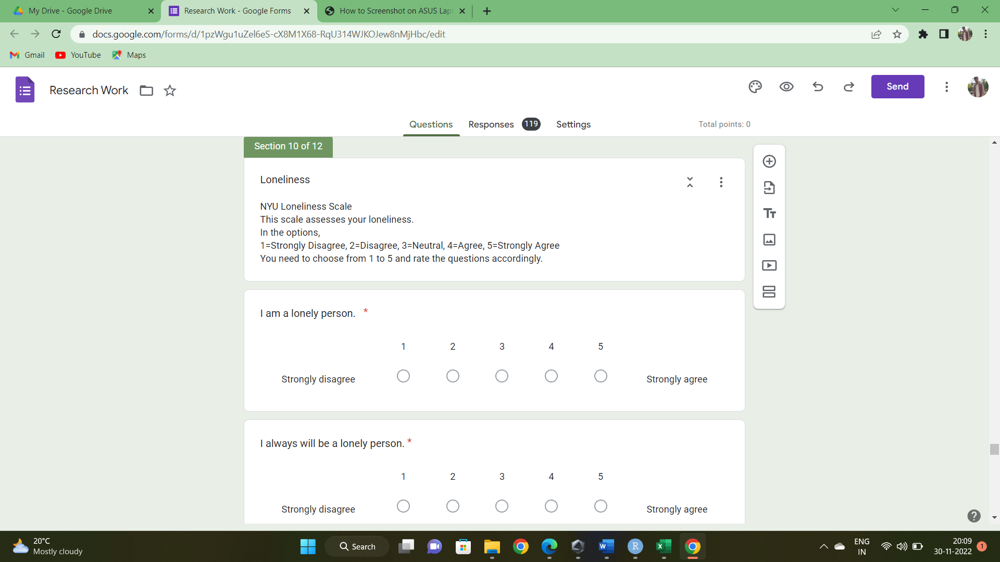 My Drive - Google Drive
Research Work - Google Forms
How to Screenshot on ASUS Lap
docs.google.com/forms/d/1pzWgu1uZel6eS-cX8M1X68-RqU314WJKOJew8nMjHbc/edit
Gmail
YouTube
Maps
Research Work
Send
Questions
Responses 119
Settings
Total points: 0
Section 10 of 12
Loneliness
NYU Loneliness Scale
This scale assesses your loneliness.
In the options,
1=Strongly Disagree, 2=Disagree, 3=Neutral, 4=Agree, 5=Strongly Agree
You need to choose from 1 to 5 and rate the questions accordingly.
I am a lonely person. *
1 2 3 4 5
Strongly disagree Strongly agree
I always will be a lonely person. *
1 2 3 4 5
Strongly disagree Strongly agree
20°C
Mostly cloudy
Search
ENG
IN
20:09
30-11-2022
1